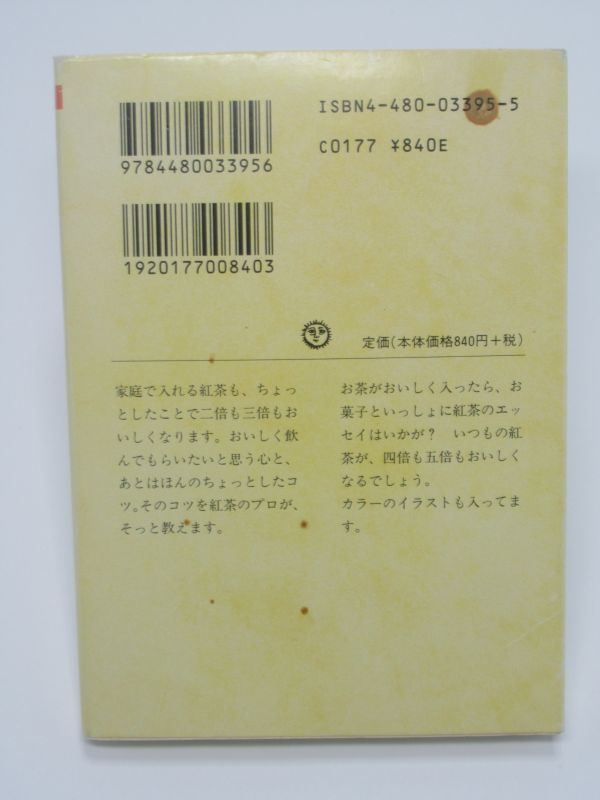 ISBN4-480-03395-5
C0177 ¥840E
9784480033956
1920177008403
定価(本体価格840円+税)
家庭で入れる紅茶も、ちょっ
としたことで二倍も三倍もお
いしくなります。おいしく飲
んでもらいたいと思う心と、
あとはほんのちょっとしたコ
ツ。そのコツを紅茶のプロが、
そっと教えます。
お茶がおいしく入ったら、お
菓子といっしょに紅茶のエッ
セイはいかが? いつもの紅
茶が、四倍も五倍もおいしく
なるでしょう。
カラーのイラストも入ってま
す。